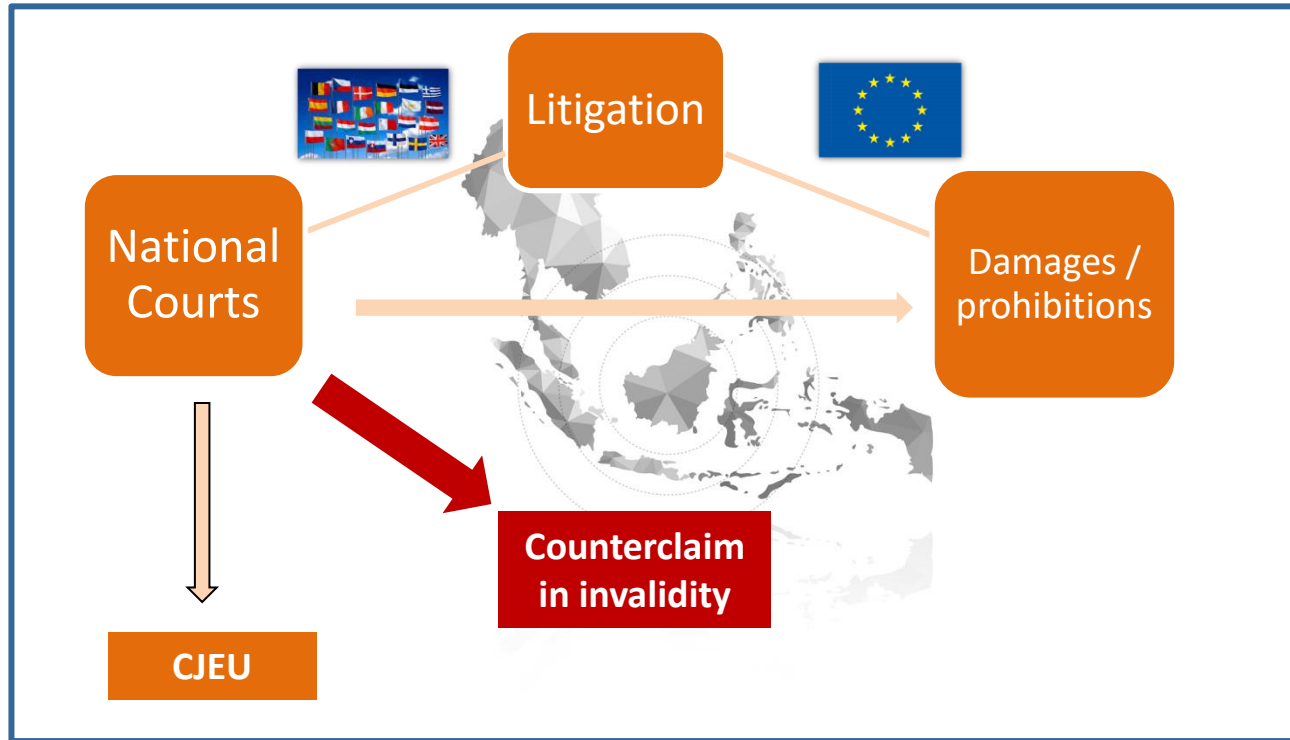 Litigation
National
Courts
Damages /
prohibitions
Counterclaim
in invalidity
CJEU